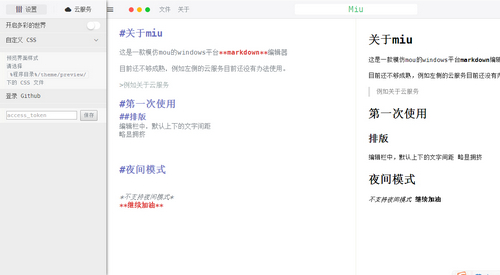 设置
云服务
开启多彩的世界
自定义 CSS
预览界面样式
请选择
%程序目录%/theme/preview/
下的 CSS 文件
登录 Github
access_token
保存
文件
关于
Miu
#关于miu
这是一款模仿mou的windows平台**markdown**编辑器
目前还不够成熟，例如左侧的云服务目前还没有办法使用。
>例如关于云服务
#第一次使用
##排版
编辑栏中，默认上下的文字间距
略显拥挤
#夜间模式
*不支持夜间模式*
**继续加油**
关于miu
这是一款模仿mou的windows平台markdown编辑
目前还不够成熟，例如左侧的云服务目前还没有
例如关于云服务
第一次使用
排版
编辑栏中，默认上下的文字间距 略显拥挤
夜间模式
不支持夜间模式 继续加油